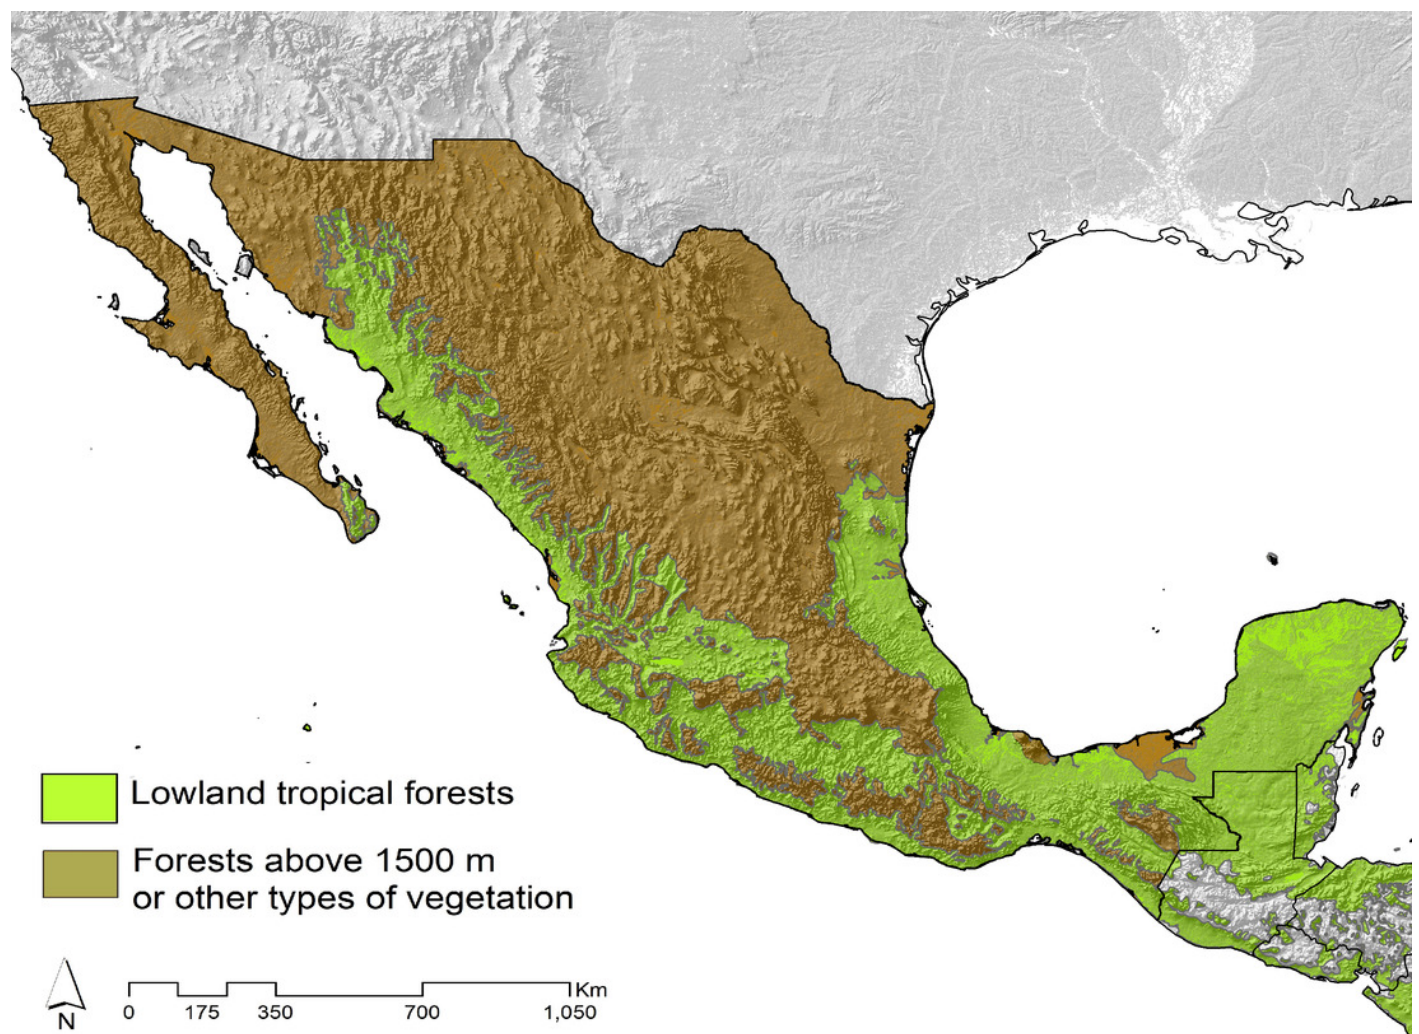 Lowland tropical forests
Forests above 1500 m
or other types of vegetation
N
Km
0 175 350 700 1,050